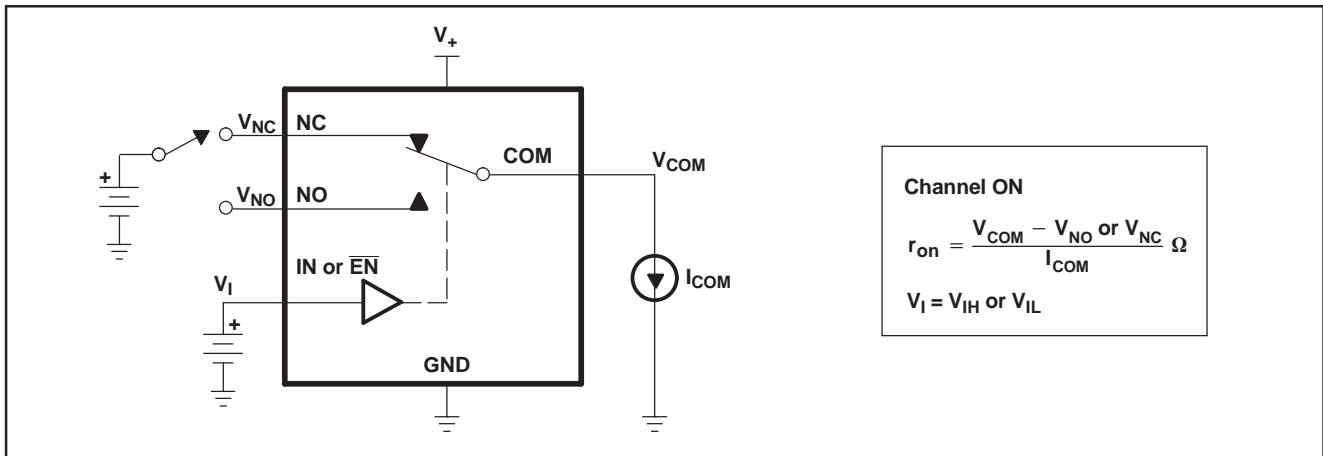 V+
VNC NC
COM
VCOM
+
VNO NO
IN or EN
VI
+
ICOM
GND
Channel ON
ron = VCOM − VNO or VNC / ICOM Ω
VI = VIH or VIL